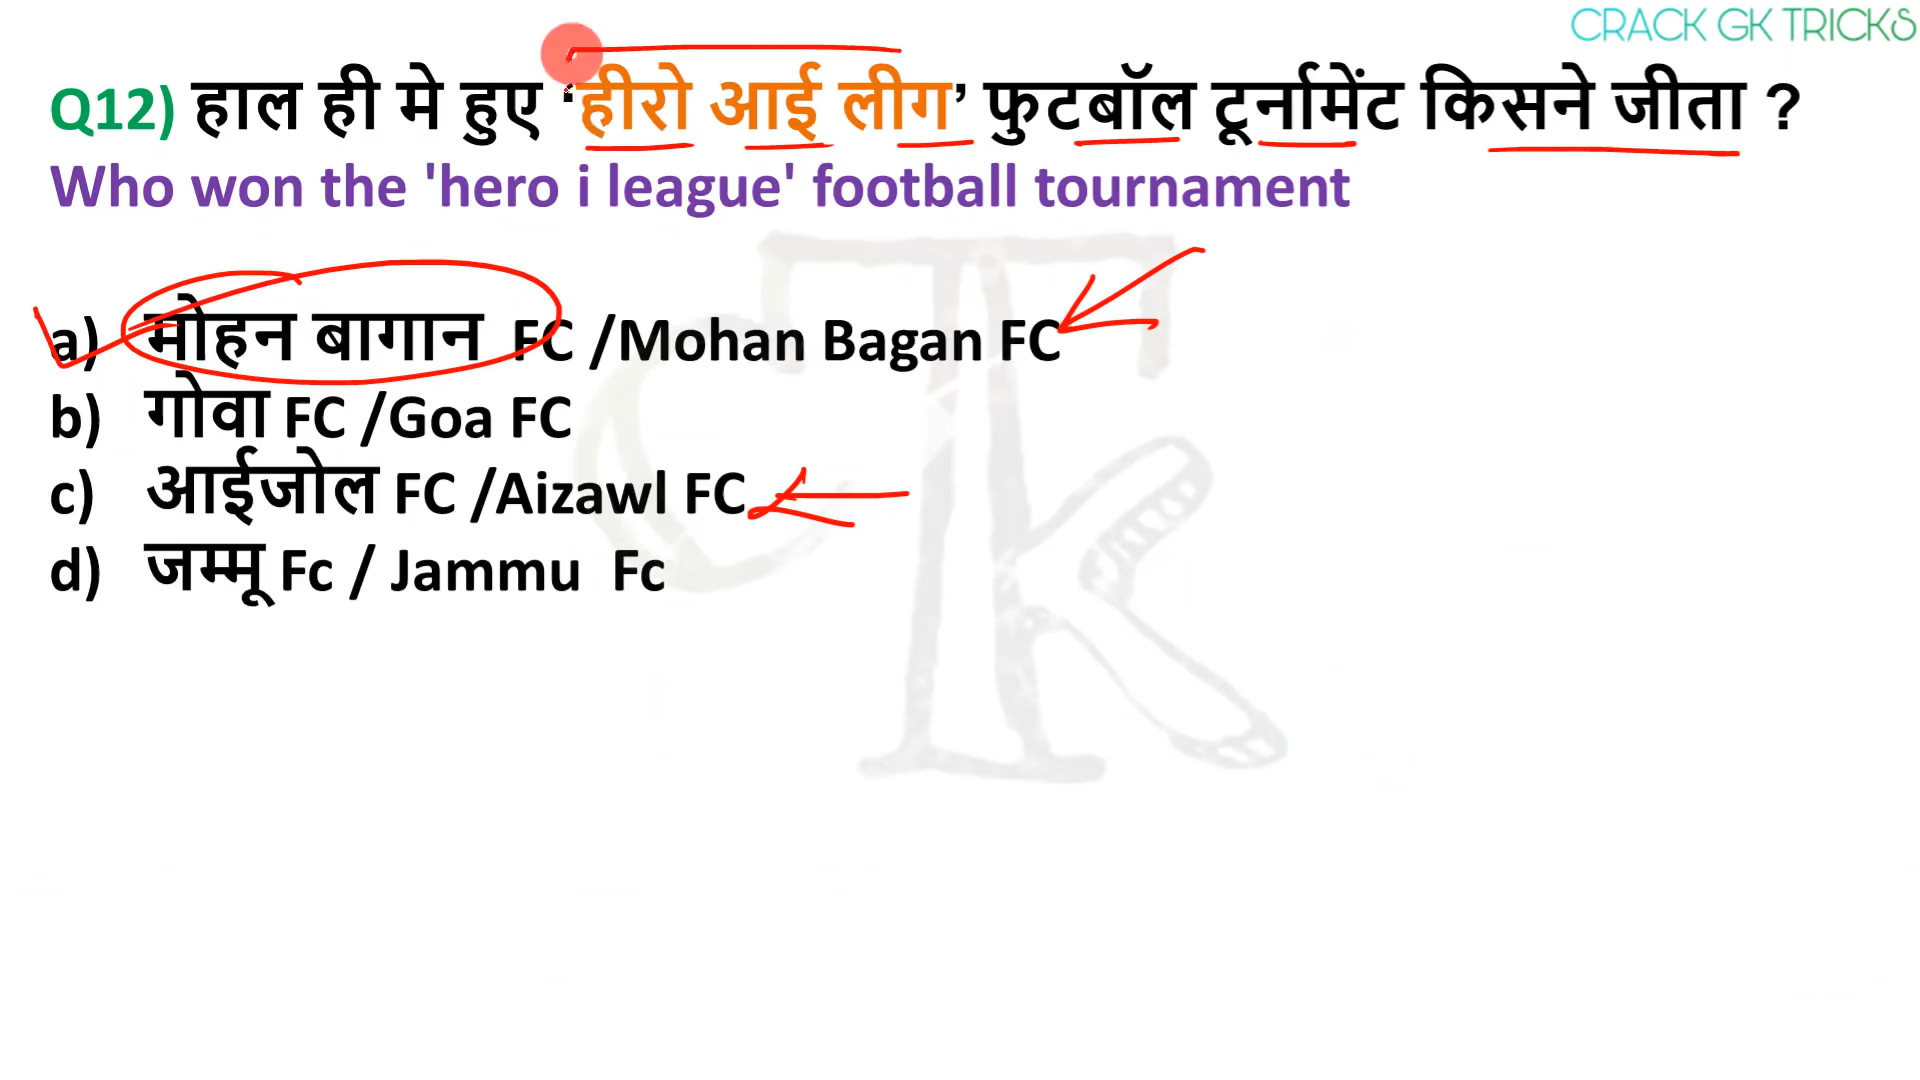 CRACK GK TRICKS
Q12) हाल ही मे हुए ‘हीरो आई लीग’ फुटबॉल टूर्नामेंट किसने जीता ?
Who won the 'hero i league' football tournament
a) मोहन बागान FC /Mohan Bagan FC
b) गोवा FC /Goa FC
c) आईजोल FC /Aizawl FC
d) जम्मू Fc / Jammu Fc